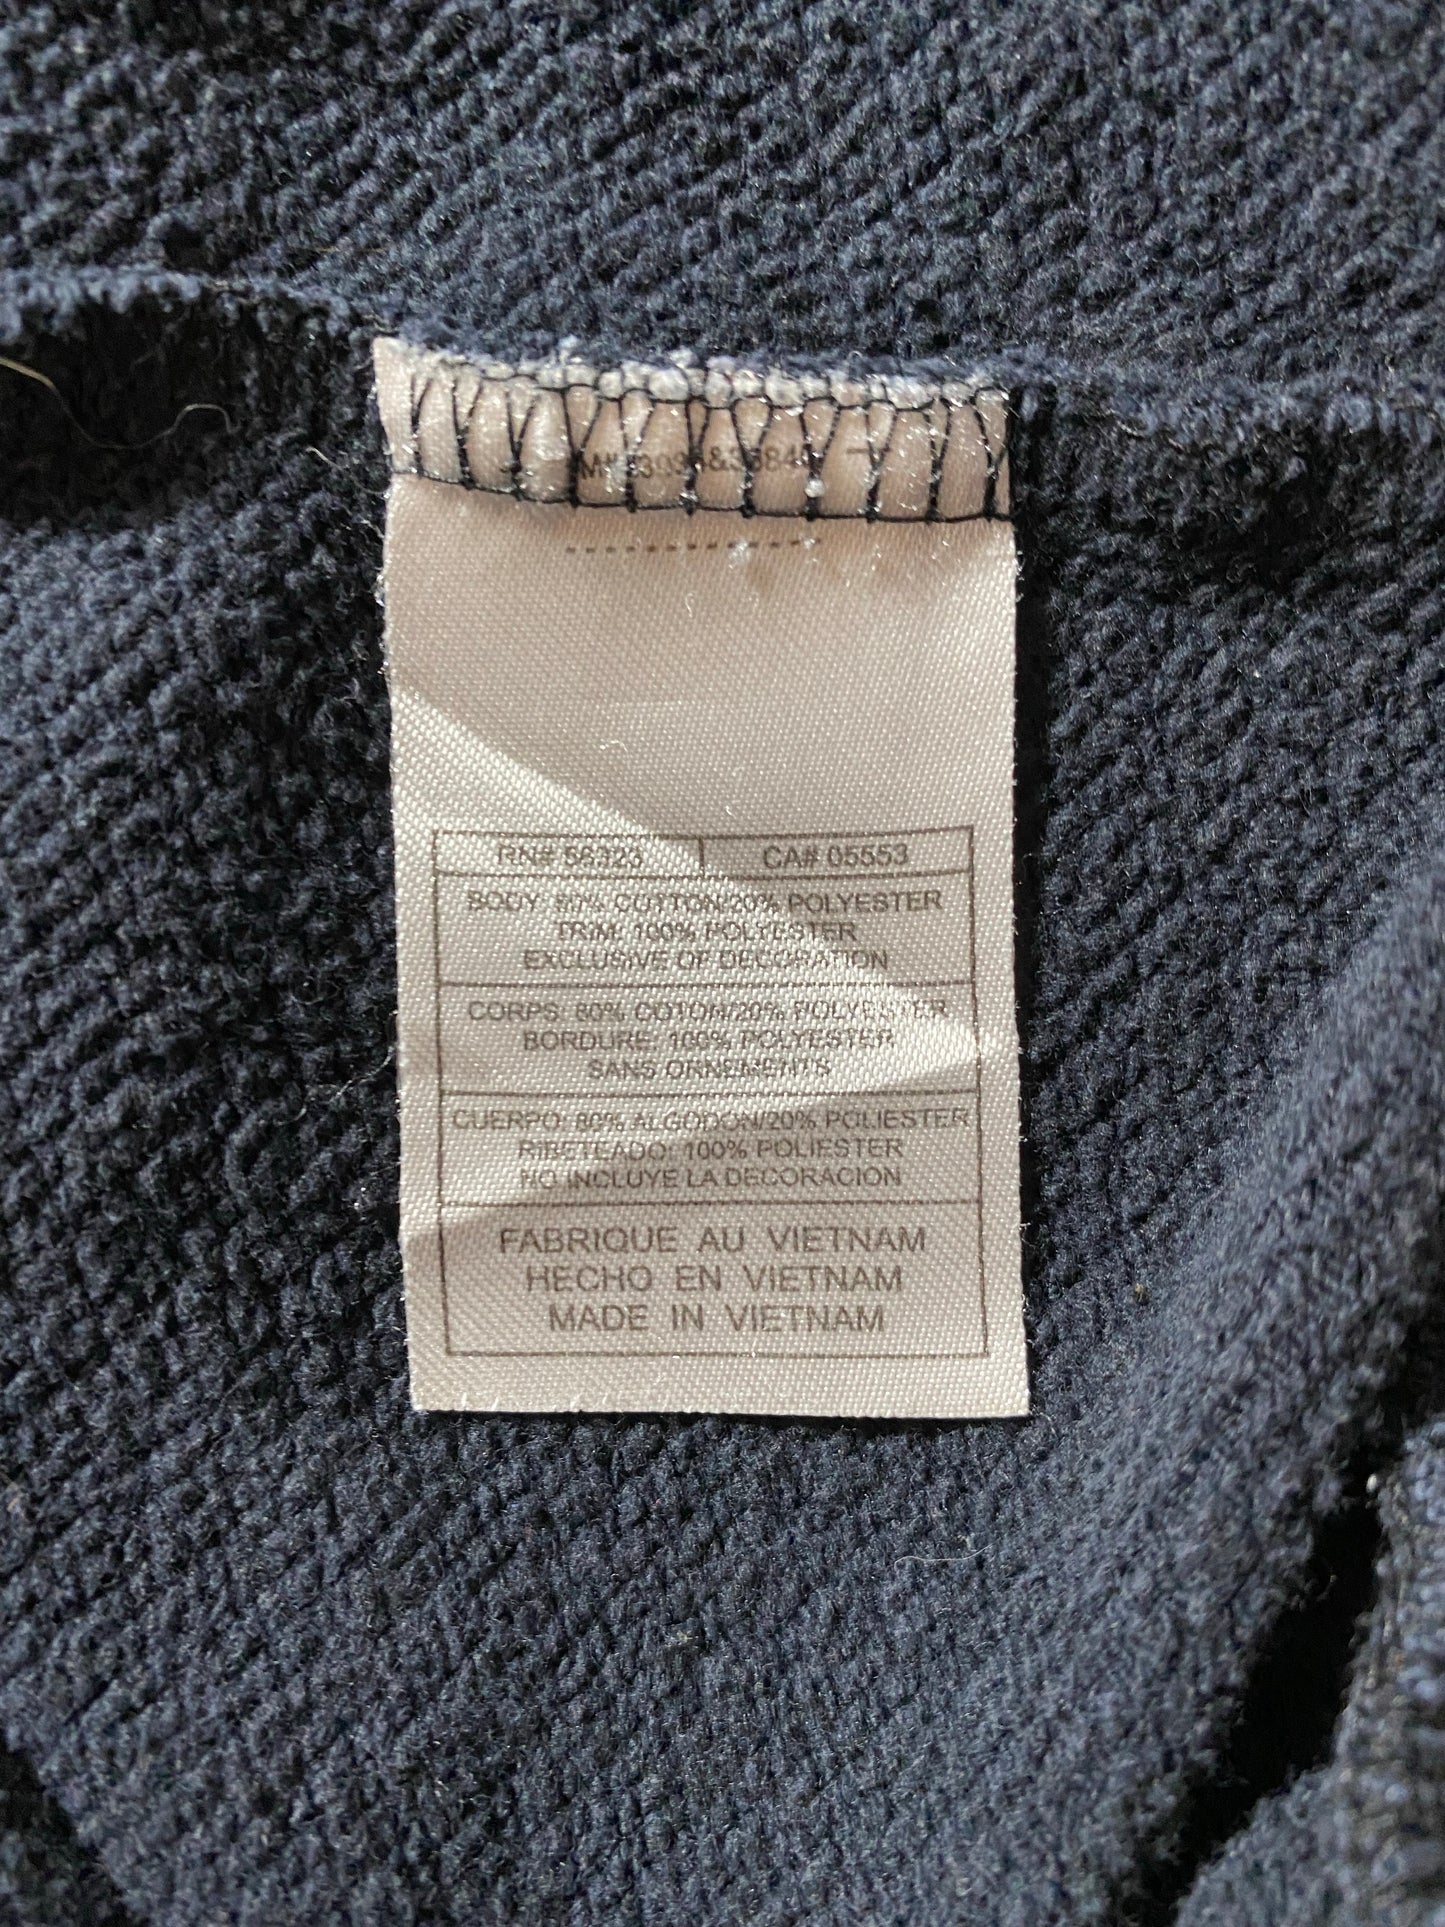 RN# 56323 CA# 05553
BODY: 80% COTTON/20% POLYESTER
TRIM: 100% POLYESTER
EXCLUSIVE OF DECORATION
CORPS: 80% COTON/20% POLYESTER
BORDURE: 100% POLYESTER
SANS ORNEMENTS
CUERPO: 80% ALGODON/20% POLIESTER
RIBETEADO: 100% POLIESTER
NO INCLUYE LA DECORACION
FABRIQUE AU VIETNAM
HECHO EN VIETNAM
MADE IN VIETNAM